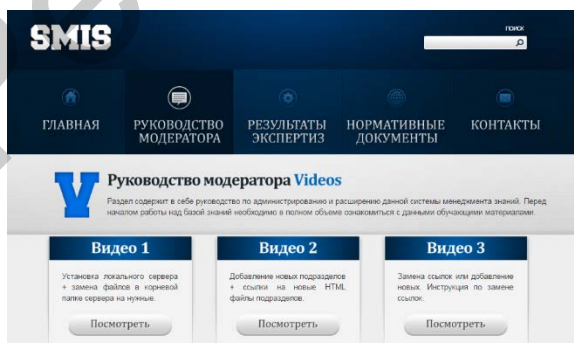 SMIS
ПОИСК
ГЛАВНАЯ
РУКОВОДСТВО
МОДЕРАТОРА
РЕЗУЛЬТАТЫ
ЭКСПЕРТИЗ
НОРМАТИВНЫЕ
ДОКУМЕНТЫ
КОНТАКТЫ
V
Руководство модератора Videos
Раздел содержит в себе руководство по администрированию и расширению данной системы менеджмента знаний. Перед
началом работы над базой знаний необходимо в полном объеме ознакомиться с данными обучающими материалами.
Видео 1
Установка локального сервера
+ замена файлов в корневой
папке сервера на нужные.
Посмотреть
Видео 2
Добавление новых подразделов
+ ссылки на новые HTML
файлы подразделов.
Посмотреть
Видео 3
Замена ссылок или добавление
новых. Инструкция по замене
ссылок.
Посмотреть